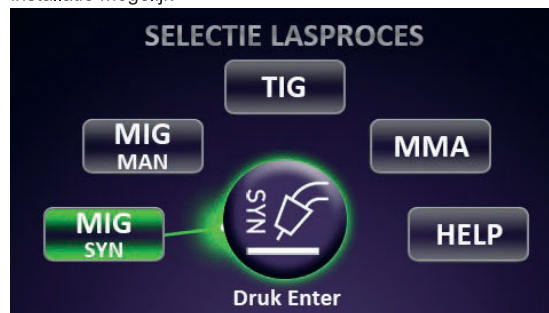 SELECTIE LASPROCES
TIG
MIG
MAN
MMA
MIG
SYN
SYN
HELP
Druk Enter